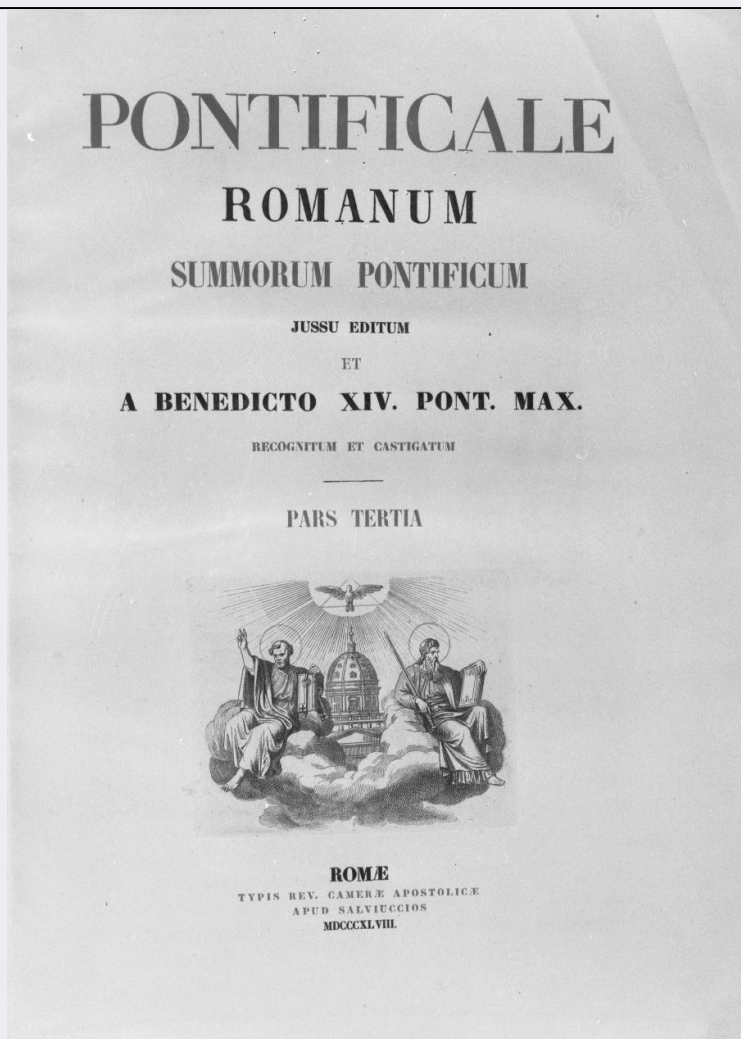 PONTIFICALE
ROMANUM
SUMMORUM PONTIFICUM
JUSSU EDITUM
ET
A BENEDICTO XIV. PONT. MAX.
RECOGNITUM ET CASTIGATUM
PARS TERTIA
ROMÆ
TYPIS REV. CAMERÆ APOSTOLICÆ
APUD SALVIUCCIOS
MDCCCXLVIII.